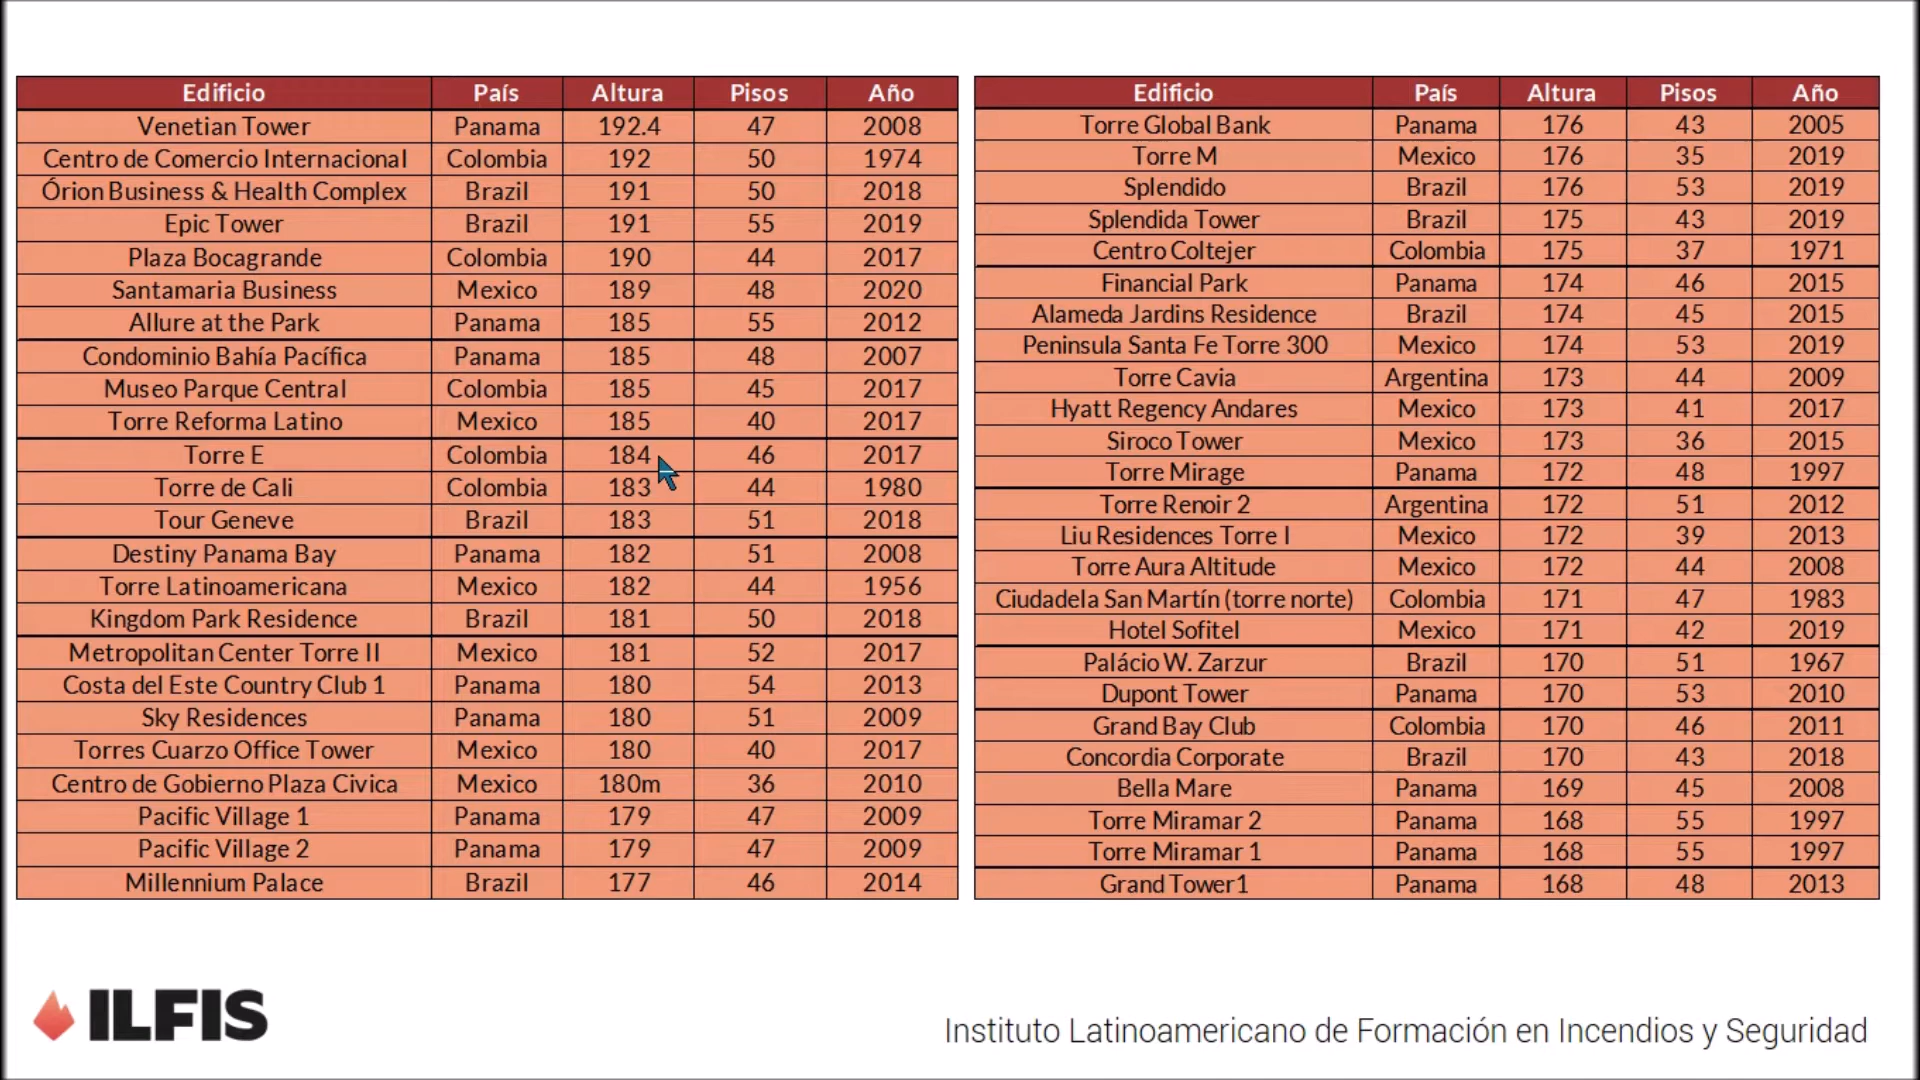 Edificio País Altura Pisos Año
Venetian Tower Panama 192.4 47 2008
Centro de Comercio Internacional Colombia 192 50 1974
Órion Business & Health Complex Brazil 191 50 2018
Epic Tower Brazil 191 55 2019
Plaza Bocagrande Colombia 190 44 2017
Santamaria Business Mexico 189 48 2020
Allure at the Park Panama 185 55 2012
Condominio Bahía Pacífica Panama 185 48 2007
Museo Parque Central Colombia 185 45 2017
Torre Reforma Latino Mexico 185 40 2017
Torre E Colombia 184 46 2017
Torre de Cali Colombia 183 44 1980
Tour Geneve Brazil 183 51 2018
Destiny Panama Bay Panama 182 51 2008
Torre Latinoamericana Mexico 182 44 1956
Kingdom Park Residence Brazil 181 50 2018
Metropolitan Center Torre II Mexico 181 52 2017
Costa del Este Country Club 1 Panama 180 54 2013
Sky Residences Panama 180 51 2009
Torres Cuarzo Office Tower Mexico 180 40 2017
Centro de Gobierno Plaza Civica Mexico 180m 36 2010
Pacific Village 1 Panama 179 47 2009
Pacific Village 2 Panama 179 47 2009
Millennium Palace Brazil 177 46 2014
Edificio País Altura Pisos Año
Torre Global Bank Panama 176 43 2005
Torre M Mexico 176 35 2019
Splendido Brazil 176 53 2019
Splendida Tower Brazil 175 43 2019
Centro Coltejer Colombia 175 37 1971
Financial Park Panama 174 46 2015
Alameda Jardins Residence Brazil 174 45 2015
Peninsula Santa Fe Torre 300 Mexico 174 53 2019
Torre Cavia Argentina 173 44 2009
Hyatt Regency Andares Mexico 173 41 2017
Siroco Tower Mexico 173 36 2015
Torre Mirage Panama 172 48 1997
Torre Renoir 2 Argentina 172 51 2012
Liu Residences Torre I Mexico 172 39 2013
Torre Aura Altitude Mexico 172 44 2008
Ciudadela San Martín (torre norte) Colombia 171 47 1983
Hotel Sofitel Mexico 171 42 2019
Palácio W. Zarzur Brazil 170 51 1967
Dupont Tower Panama 170 53 2010
Grand Bay Club Colombia 170 46 2011
Concordia Corporate Brazil 170 43 2018
Bella Mare Panama 169 45 2008
Torre Miramar 2 Panama 168 55 1997
Torre Miramar 1 Panama 168 55 1997
Grand Tower1 Panama 168 48 2013
ILFIS
Instituto Latinoamericano de Formación en Incendios y Seguridad